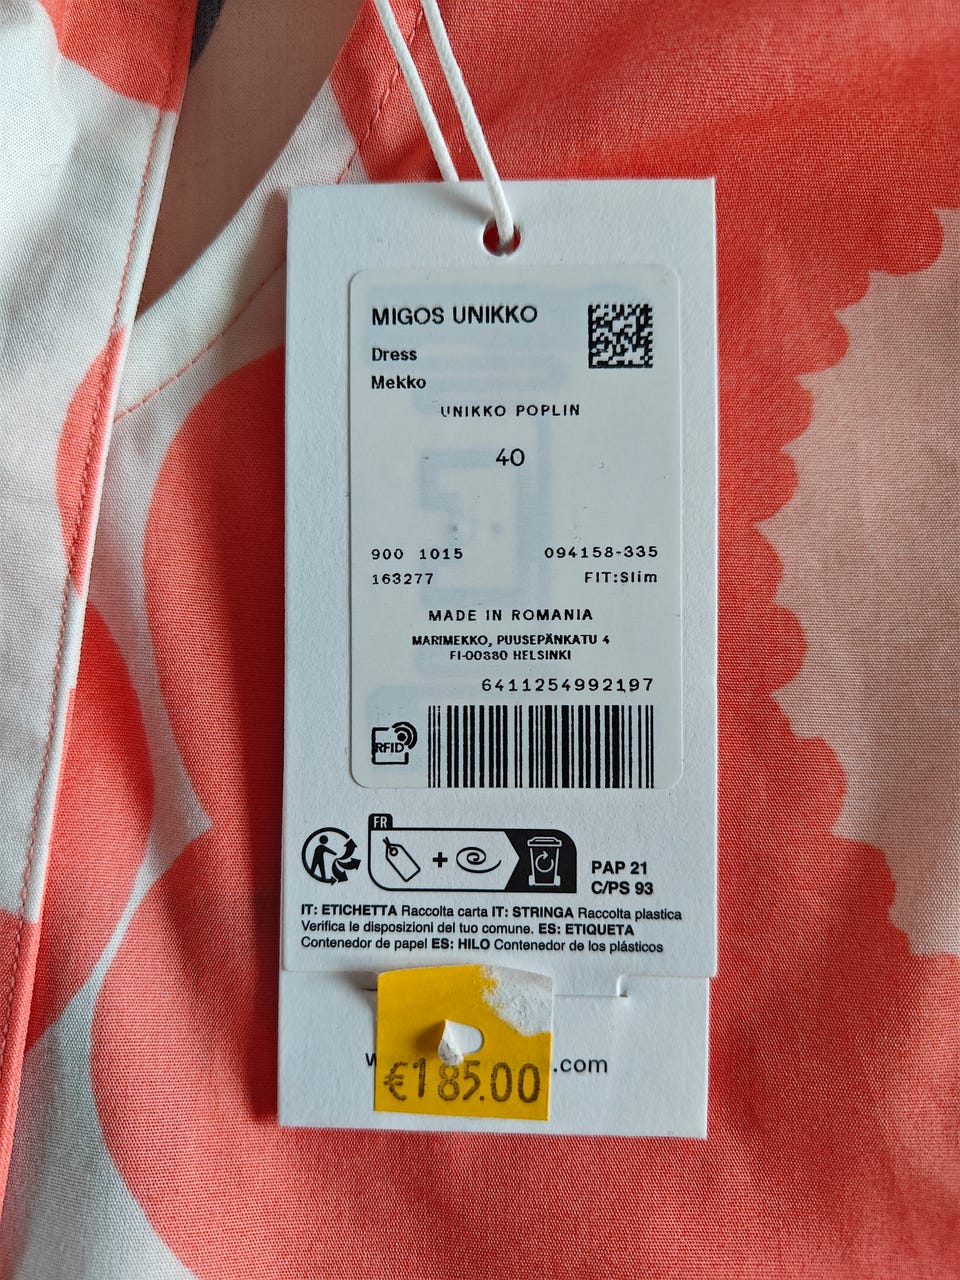 MIGOS UNIKKO
Dress
Mekko
UNIKKO POPLIN
40
900 1015 094158-335
163277 FIT:Slim
MADE IN ROMANIA
MARIMEKKO, PUUSEPÄNKATU 4
FI-00880 HELSINKI
6411254992197
RFID
FR
PAP 21
C/PS 93
IT: ETICHETTA Raccolta carta IT: STRINGA Raccolta plastica
Verifica le disposizioni del tuo comune. ES: ETIQUETA
Contenedor de papel ES: HILO Contenedor de los plásticos
.com
€185.00